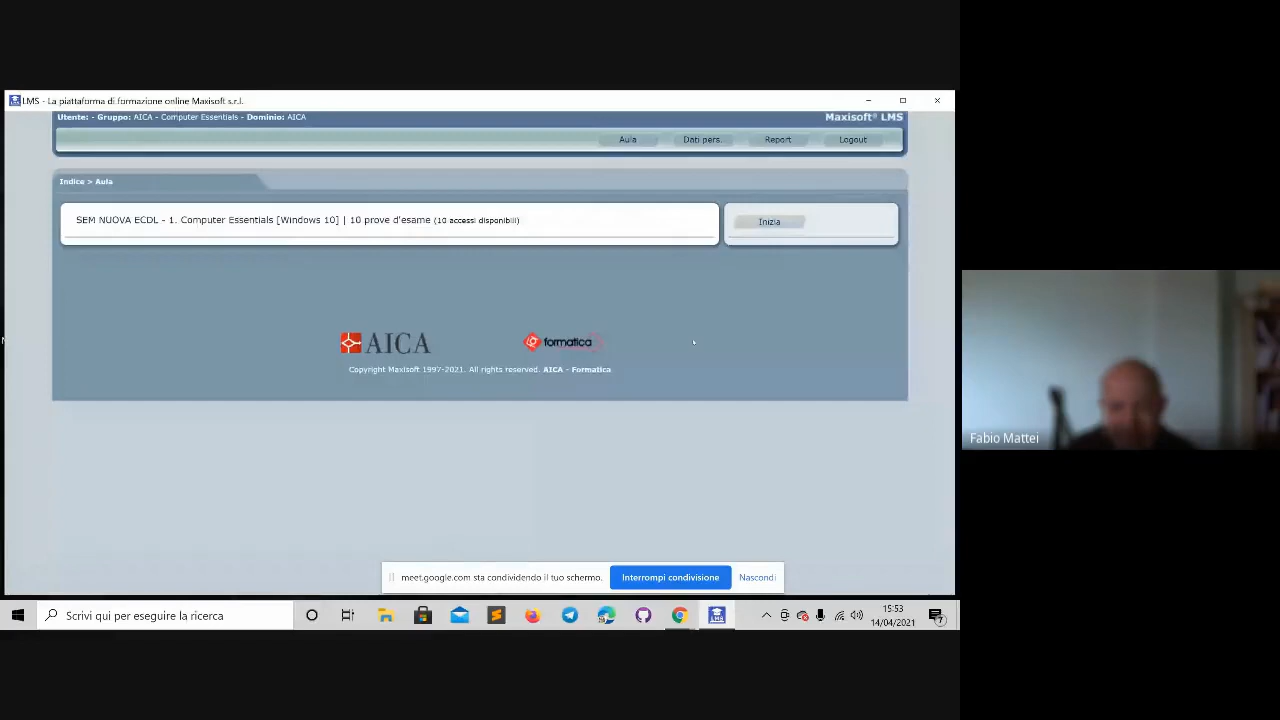 LMS - La piattaforma di formazione online Maxisoft s.r.l.
Utente: - Gruppo: AICA - Computer Essentials - Dominio: AICA
Maxisoft® LMS
Aula
Dati pers.
Report
Logout
Indice > Aula
SEM NUOVA ECDL - 1. Computer Essentials [Windows 10] | 10 prove d'esame (10 accessi disponibili)
Inizia
AICA
formatica
Copyright Maxisoft 1997-2021. All rights reserved. AICA - Formatica
Fabio Mattei
meet.google.com sta condividendo il tuo schermo.
Interrompi condivisione
Nascondi
Scrivi qui per eseguire la ricerca
LMS
15:53
14/04/2021
7